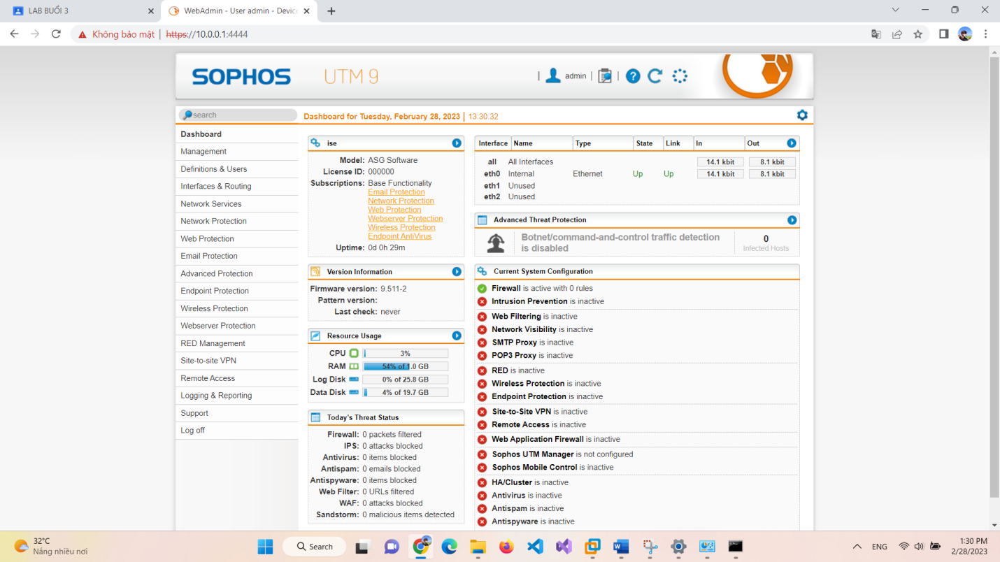 LAB BUỔI 3
WebAdmin - User admin - Device
Không bảo mật | https://10.0.0.1:4444
SOPHOS UTM 9
| admin | |
search
Dashboard for Tuesday, February 28, 2023 | 13:30:32
Dashboard
Management
Definitions & Users
Interfaces & Routing
Network Services
Network Protection
Web Protection
Email Protection
Advanced Protection
Endpoint Protection
Wireless Protection
Webserver Protection
RED Management
Site-to-site VPN
Remote Access
Logging & Reporting
Support
Log off
ise
Model: ASG Software
License ID: 000000
Subscriptions: Base Functionality
Email Protection
Network Protection
Web Protection
Webserver Protection
Wireless Protection
Endpoint AntiVirus
Uptime: 0d 0h 29m
Version Information
Firmware version: 9.511-2
Pattern version:
Last check: never
Resource Usage
CPU 3%
RAM 54% of 1.0 GB
Log Disk 0% of 25.8 GB
Data Disk 4% of 19.7 GB
Today's Threat Status
Firewall: 0 packets filtered
IPS: 0 attacks blocked
Antivirus: 0 items blocked
Antispam: 0 emails blocked
Antispyware: 0 items blocked
Web Filter: 0 URLs filtered
WAF: 0 attacks blocked
Sandstorm: 0 malicious items detected
Interface Name Type State Link In Out
all All Interfaces 14.1 kbit 8.1 kbit
eth0 Internal Ethernet Up Up 14.1 kbit 8.1 kbit
eth1 Unused
eth2 Unused
Advanced Threat Protection
Botnet/command-and-control traffic detection
is disabled
0
Infected Hosts
Current System Configuration
Firewall is active with 0 rules
Intrusion Prevention is inactive
Web Filtering is inactive
Network Visibility is inactive
SMTP Proxy is inactive
POP3 Proxy is inactive
RED is inactive
Wireless Protection is inactive
Endpoint Protection is inactive
Site-to-Site VPN is inactive
Remote Access is inactive
Web Application Firewall is inactive
Sophos UTM Manager is not configured
Sophos Mobile Control is inactive
HA/Cluster is inactive
Antivirus is inactive
Antispam is inactive
Antispyware is inactive
32°C
Nắng nhiều nơi
Search
ENG
1:30 PM
2/28/2023